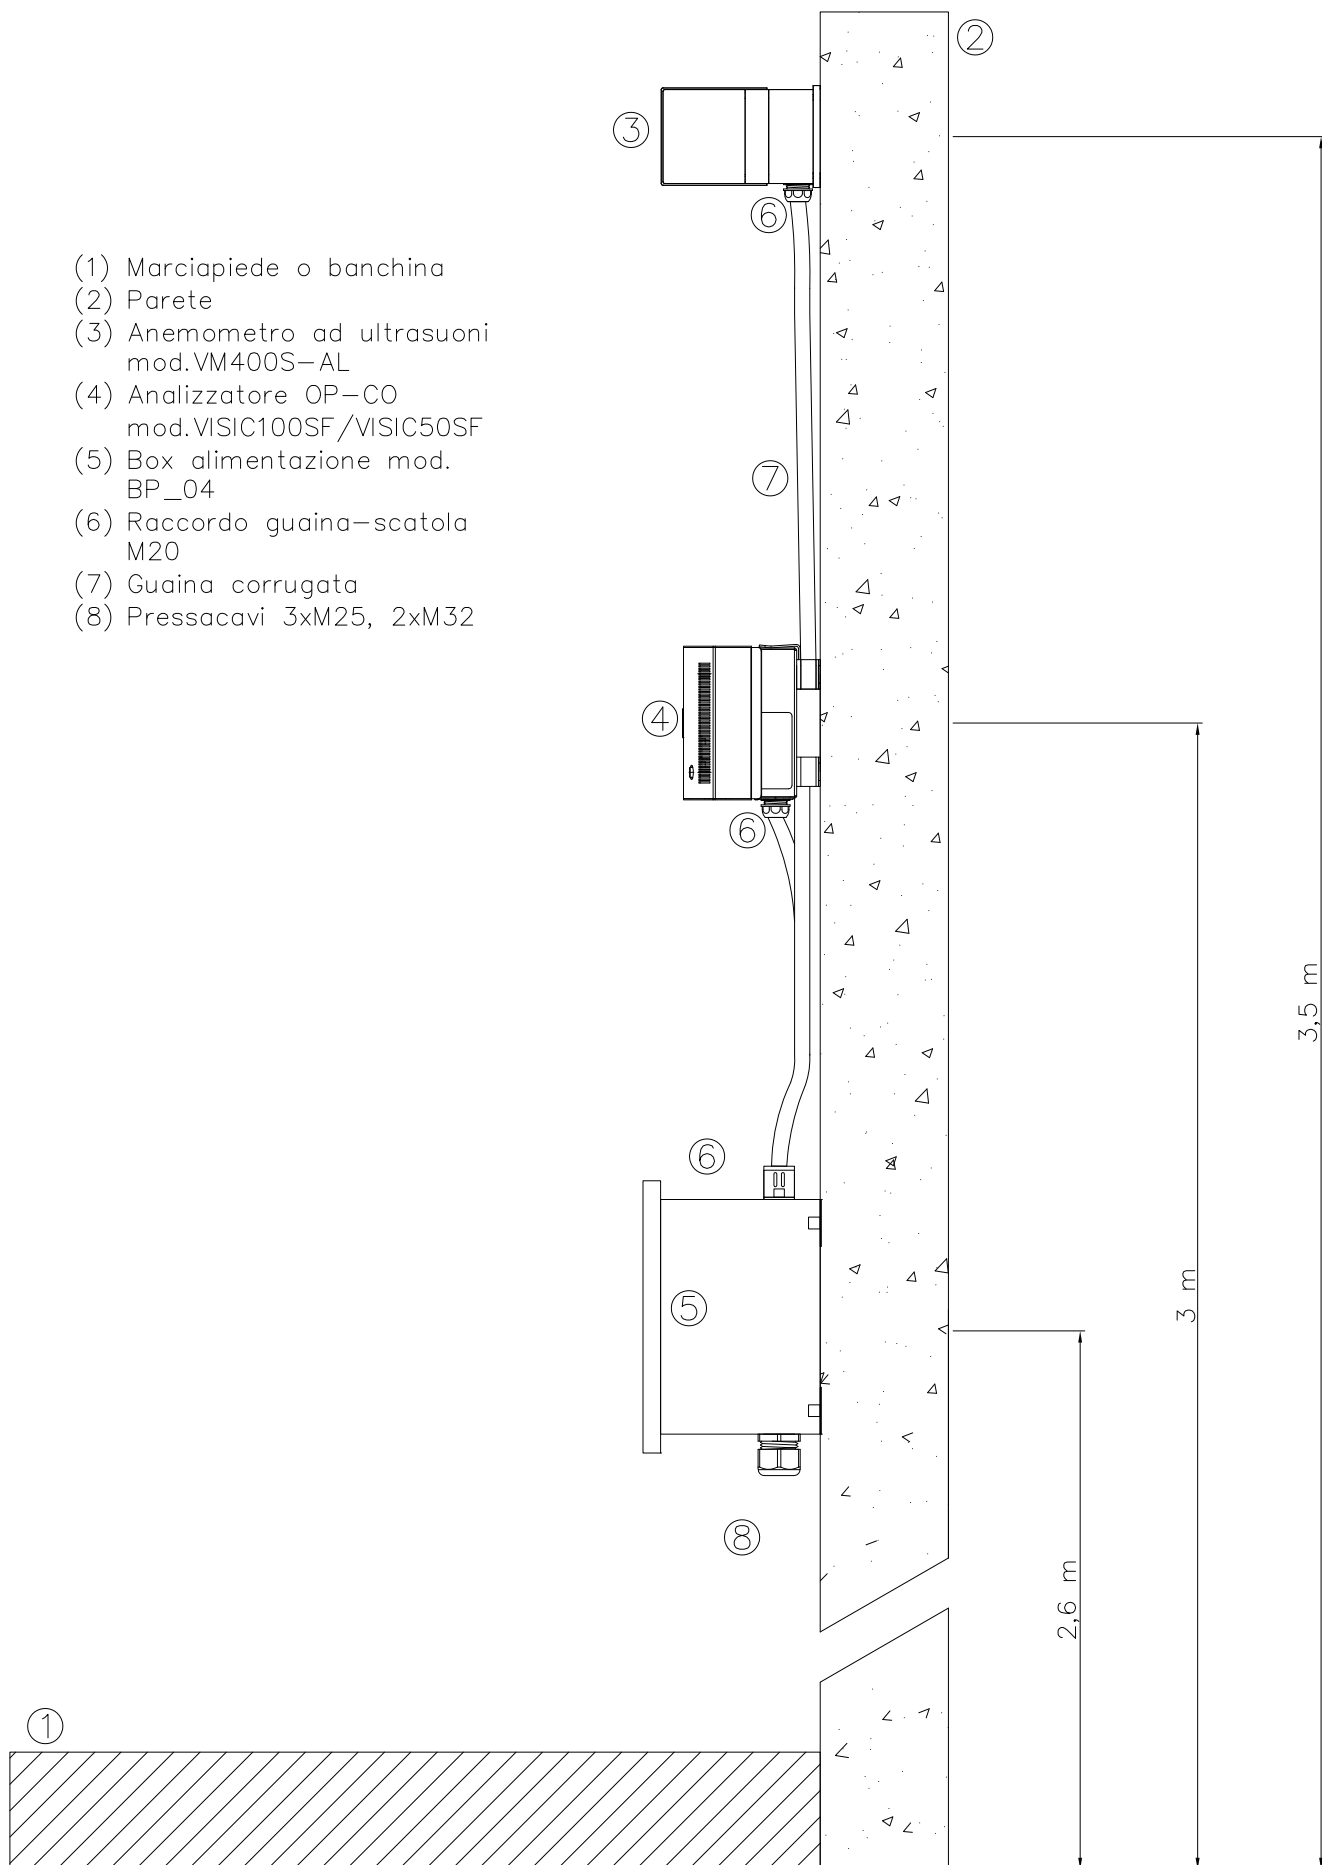 2
3
6
(1) Marciapiede o banchina
(2) Parete
(3) Anemometro ad ultrasuoni
mod.VM400S-AL
(4) Analizzatore OP-CO
mod.VISIC100SF/VISIC50SF
(5) Box alimentazione mod.
BP_04
(6) Raccordo guaina-scatola
M20
(7) Guaina corrugata
(8) Pressacavi 3xM25, 2xM32
7
4
6
3,5 m
6
3 m
5
8
2,6 m
1